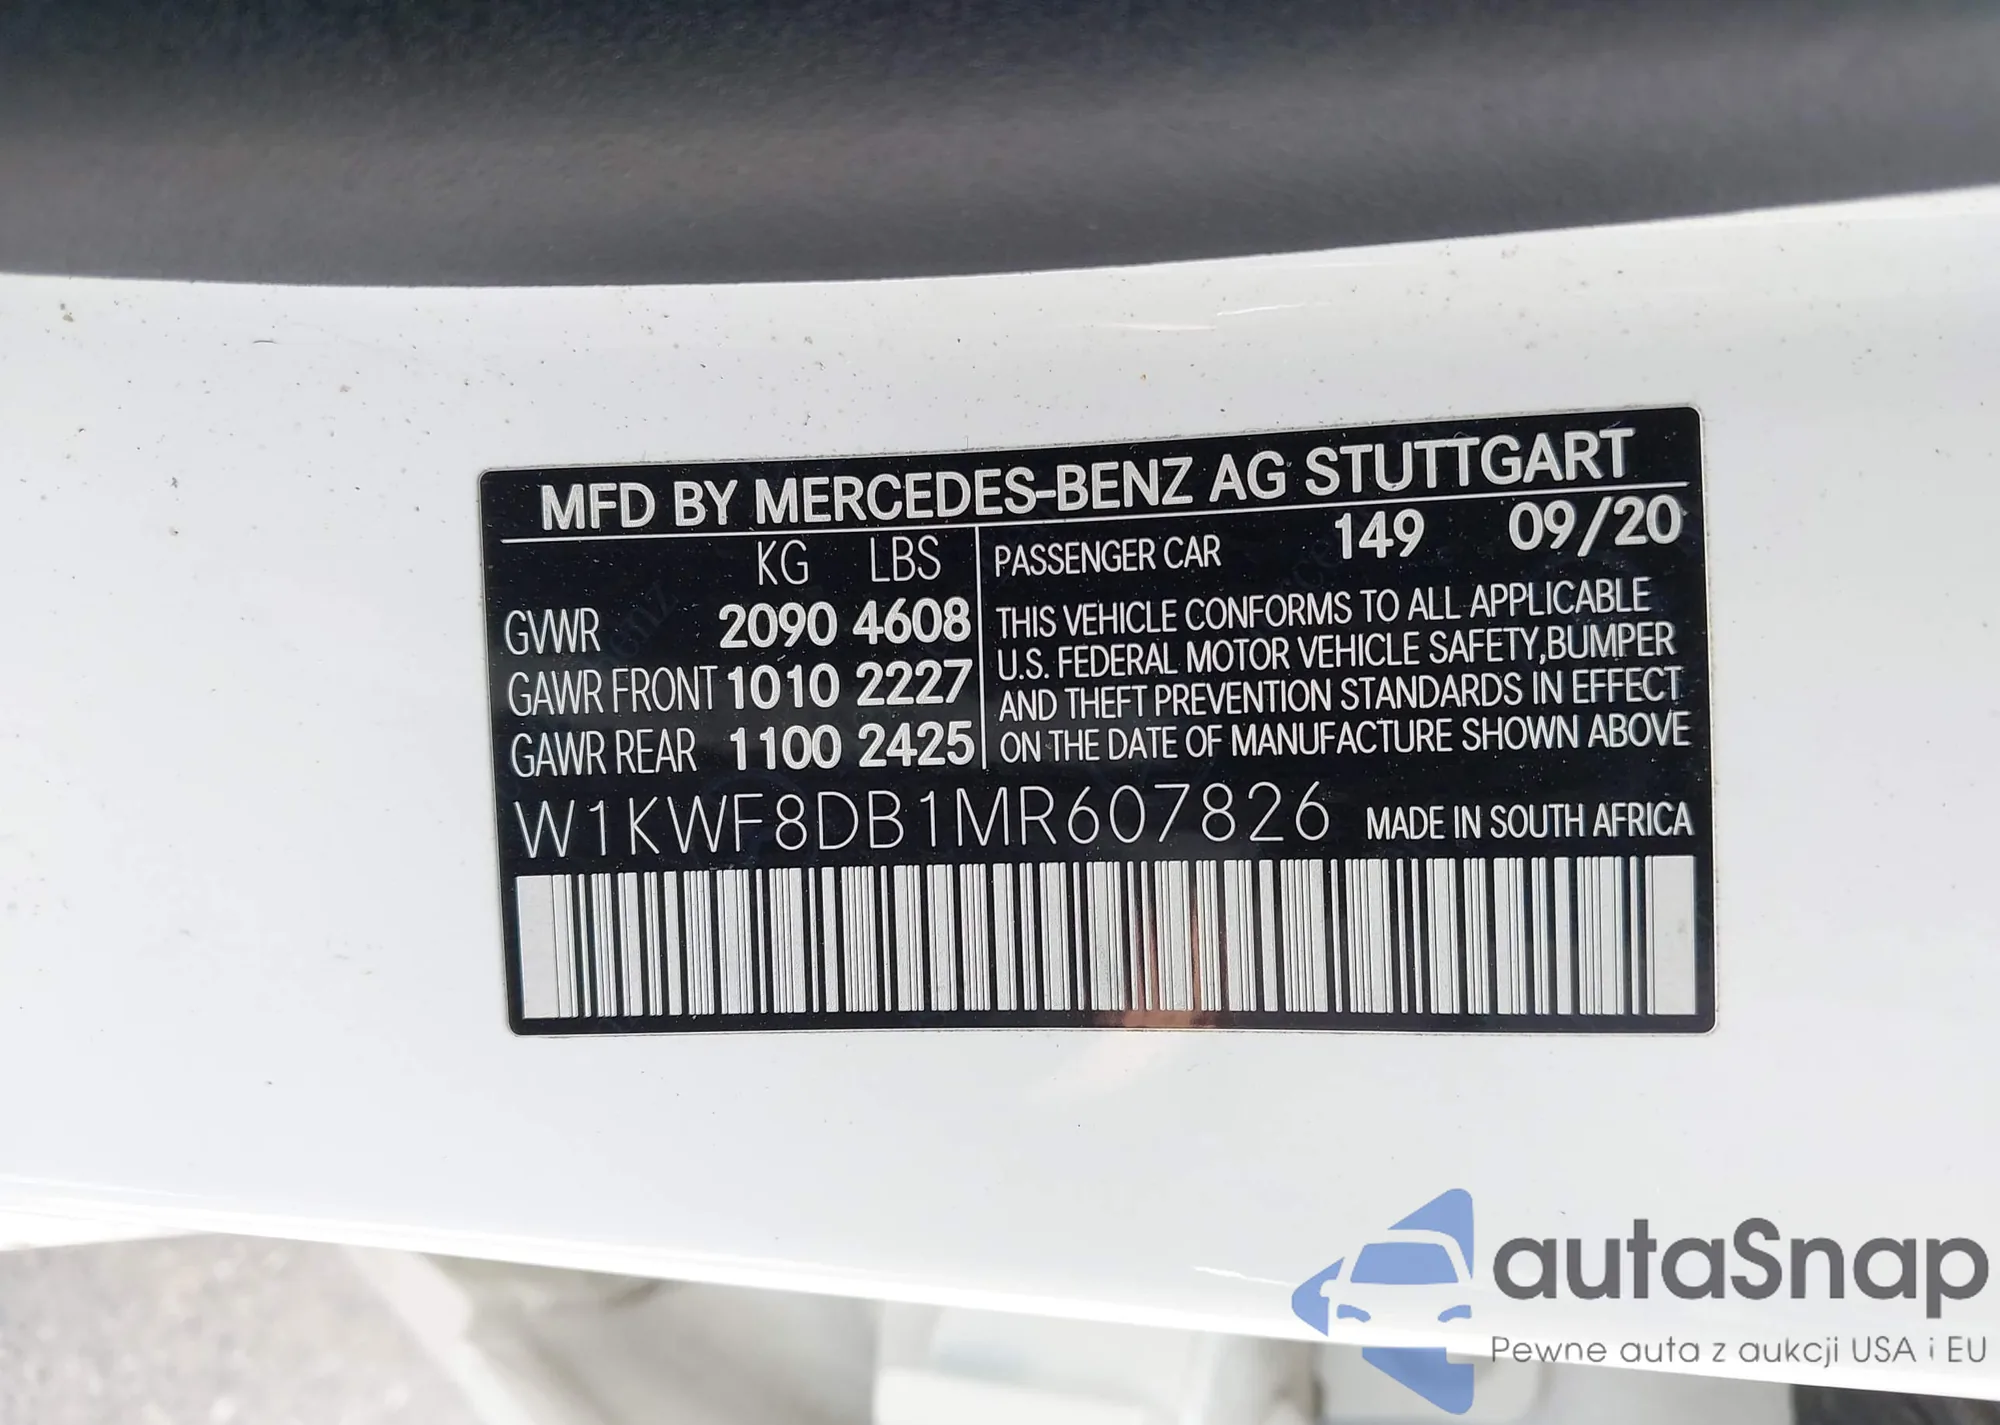 MFD BY MERCEDES-BENZ AG STUTTGART
KG LBS
GVWR 2090 4608
GAWR FRONT 1010 2227
GAWR REAR 1100 2425
PASSENGER CAR 149 09/20
THIS VEHICLE CONFORMS TO ALL APPLICABLE
U.S. FEDERAL MOTOR VEHICLE SAFETY,BUMPER
AND THEFT PREVENTION STANDARDS IN EFFECT
ON THE DATE OF MANUFACTURE SHOWN ABOVE
W1KWF8DB1MR607826 MADE IN SOUTH AFRICA
autaSnap
Pewne auta z aukcji USA i EU